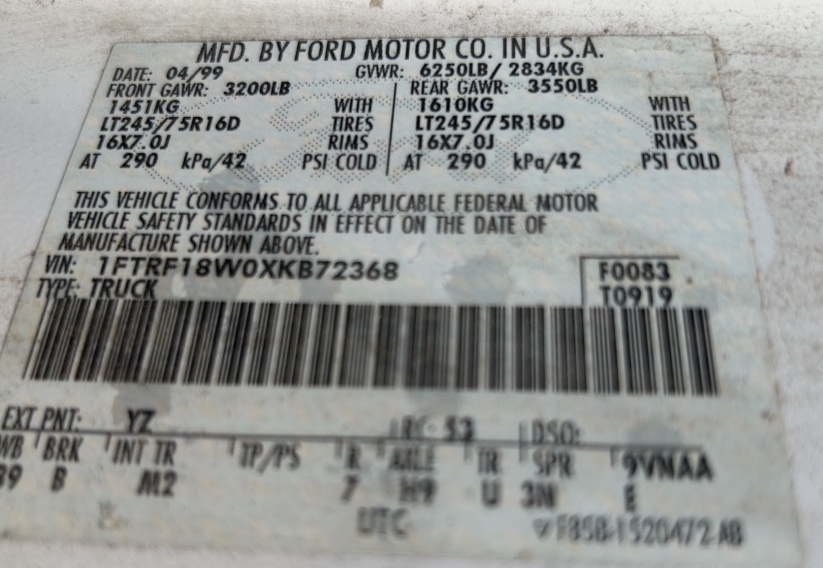 MFD. BY FORD MOTOR CO. IN U.S.A.
DATE: 04/99 GVWR: 6250LB/ 2834KG
FRONT GAWR: 3200LB REAR GAWR: 3550LB
1451KG WITH 1610KG WITH
LT245/75R16D TIRES LT245/75R16D TIRES
16X7.0J RIMS 16X7.0J RIMS
AT 290 kPa/42 PSI COLD AT 290 kPa/42 PSI COLD
THIS VEHICLE CONFORMS TO ALL APPLICABLE FEDERAL MOTOR
VEHICLE SAFETY STANDARDS IN EFFECT ON THE DATE OF
MANUFACTURE SHOWN ABOVE.
VIN: 1FTRF18W0XKB72368 F0083
TYPE: TRUCK T0919
EXT PNT: YZ RC: 53 DSO:
WB BRK INT TR TP/PS R AXLE TR SPR 9VNAA
39 B M2 7 H9 U 3N E
UTC F85B-1520472-AB